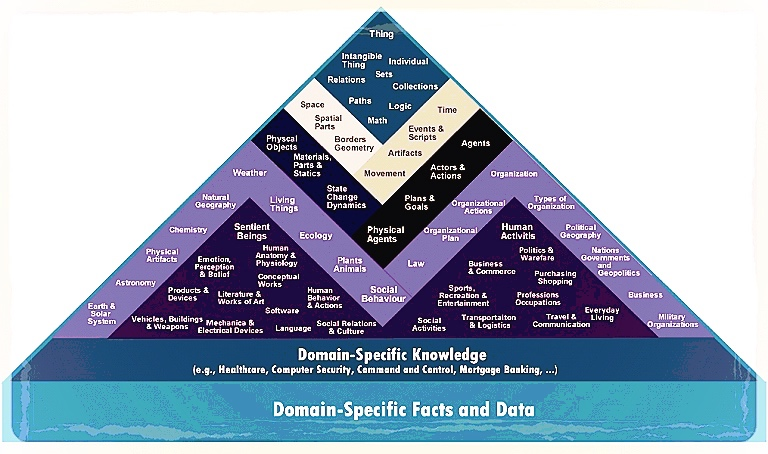 Thing
Intangible
Thing
Individual
Sets
Relations
Collections
Space
Paths
Logic
Time
Spatial
Parts
Math
Events &
Scripts
Physcal
Objects
Borders
Geometry
Artifacts
Agents
Materials,
Parts &
Statics
Movement
Actors &
Actions
Weather
Organization
State
Change
Dynamics
Natural
Geography
Living
Things
Plans &
Goals
Organizational
Actions
Types of
Organization
Chemistry
Sentient
Beings
Ecology
Physical
Agents
Organizational
Plan
Human
Activitis
Political
Geography
Physical
Artifacts
Emotion,
Perception
& Belief
Human
Anatomy &
Physiology
Plants
Animals
Law
Business
& Commerce
Politics &
Warefare
Nations
Governments
and
Geopolitics
Astronomy
Products &
Devices
Conceptual
Works
Literature &
Works of Art
Human
Behavior
& Actions
Social
Behaviour
Sports,
Recreation &
Entertainment
Purchasing
Shopping
Professions
Occupations
Business
Earth &
Solar
System
Vehicles, Buildings
& Weapons
Mechanica &
Electrical Devices
Software
Language
Social Relations
& Culture
Social
Activities
Transportaiton
& Logistics
Travel &
Communication
Everyday
Living
Military
Organizations
Domain-Specific Knowledge
(e.g., Healthcare, Computer Security, Command and Control, Mortgage Banking, ...)
Domain-Specific Facts and Data